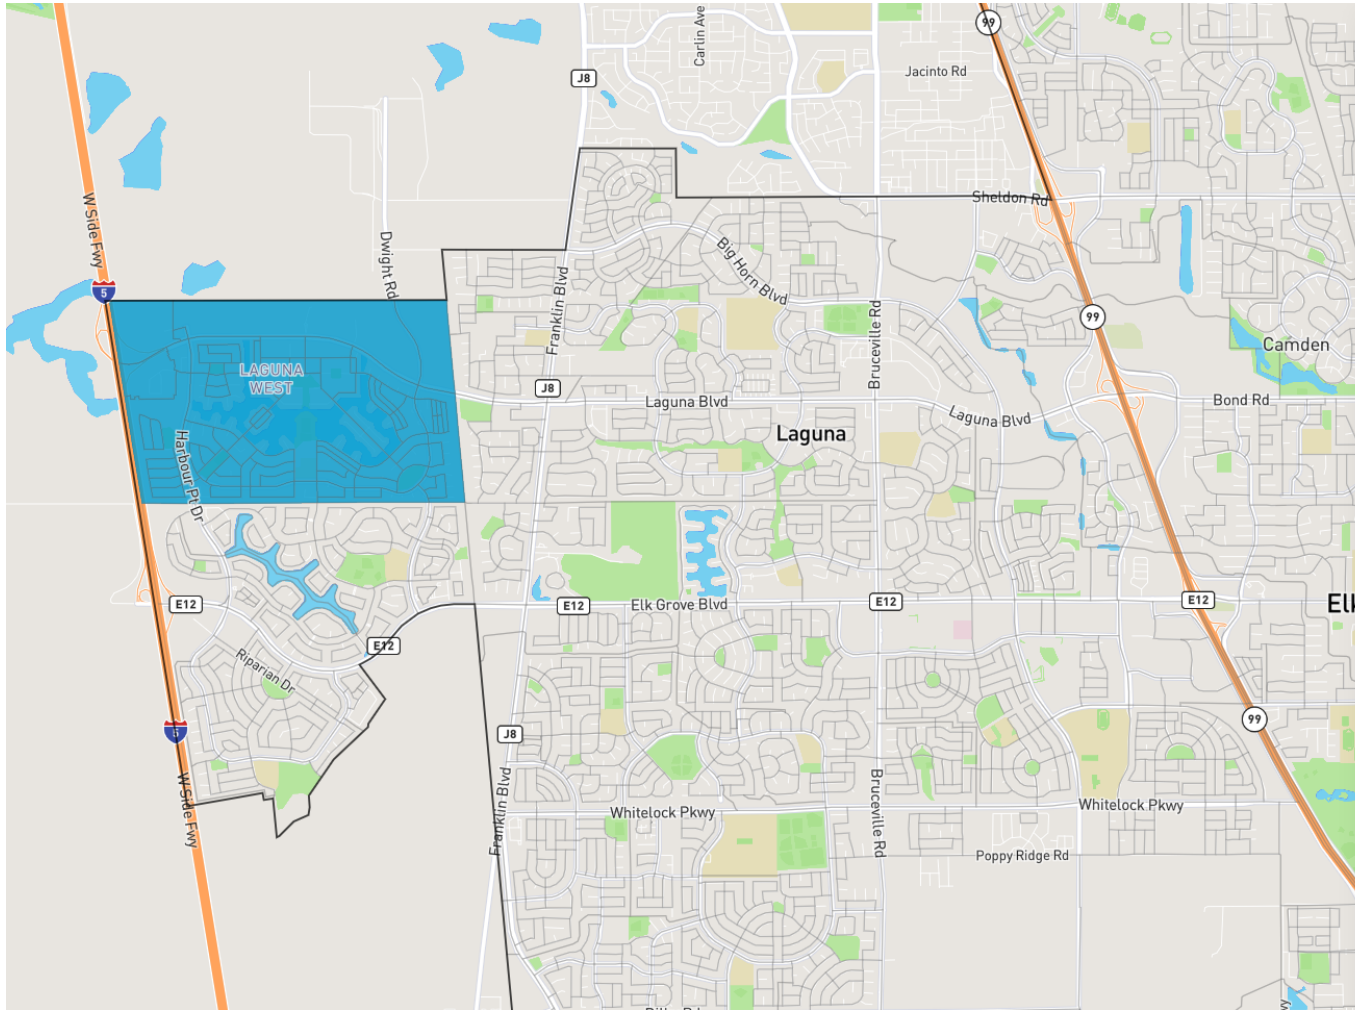 Carlin Ave
99
J8
Jacinto Rd
Sheldon Rd
W Side Fwy
Dwight Rd
Big Horn Blvd
5
Franklin Blvd
Bruceville Rd
99
Camden
LAGUNA
WEST
J8
Laguna Blvd
Laguna Blvd
Bond Rd
Laguna
Harbour Pt Dr
E12
E12
Elk Grove Blvd
E12
E12
E12
Riparian Dr
5
J8
99
W Side Fwy
Franklin Blvd
Whitelock Pkwy
Bruceville Rd
Whitelock Pkwy
Poppy Ridge Rd